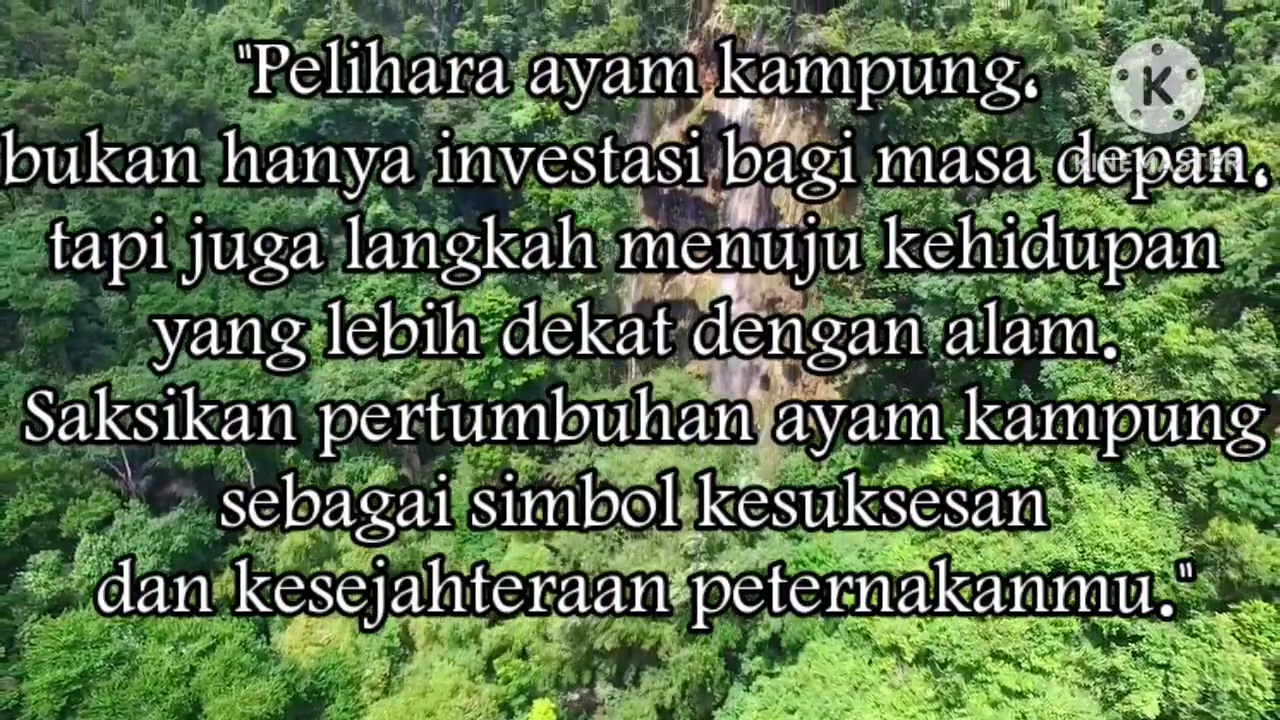 "Pelihara ayam kampung,
bukan hanya investasi bagi masa depan,
tapi juga langkah menuju kehidupan
yang lebih dekat dengan alam.
Saksikan pertumbuhan ayam kampung
sebagai simbol kesuksesan
dan kesejahteraan peternakanmu."
K
KINEMASTER